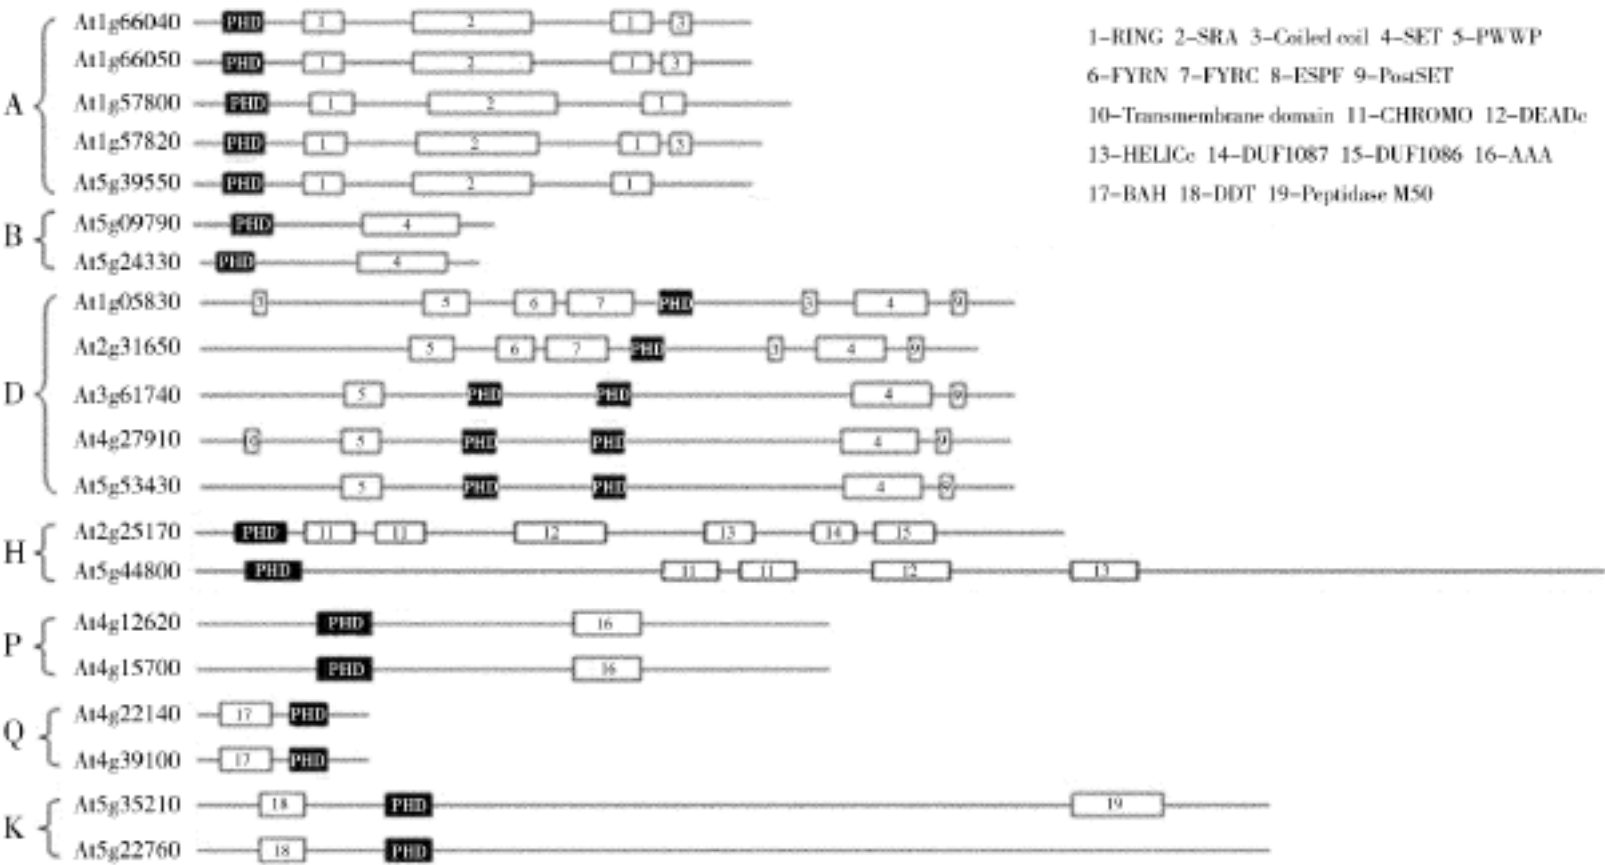 At1g66040 PHD 1 2 1 3
1-RING 2-SRA 3-Coiled coil 4-SET 5-PWWP
At1g66050 PHD 1 2 1 3
6-FYRN 7-FYRC 8-ESPF 9-PostSET
A At1g57800 PHD 1 2 1
10-Transmembrane domain 11-CHROMO 12-DEADc
At1g57820 PHD 1 2 1 3
13-HELICc 14-DUF1087 15-DUF1086 16-AAA
At5g39550 PHD 1 2 1
17-BAH 18-DDT 19-Peptidase M50
At5g09790 PHD 4
B
At5g24330 PHD 4
At1g05830 3 5 6 7 PHD 3 4 9
At2g31650 5 6 7 PHD 3 4 9
D At3g61740 5 PHD PHD 4 9
At4g27910 5 PHD PHD 4 9
At5g53430 5 PHD PHD 4 9
At2g25170 PHD 11 11 12 13 14 15
H
At5g44800 PHD 11 11 12 13
At4g12620 PHD 16
P
At4g15700 PHD 16
At4g22140 17 PHD
Q
At4g39100 17 PHD
At5g35210 18 PHD 19
K
At5g22760 18 PHD